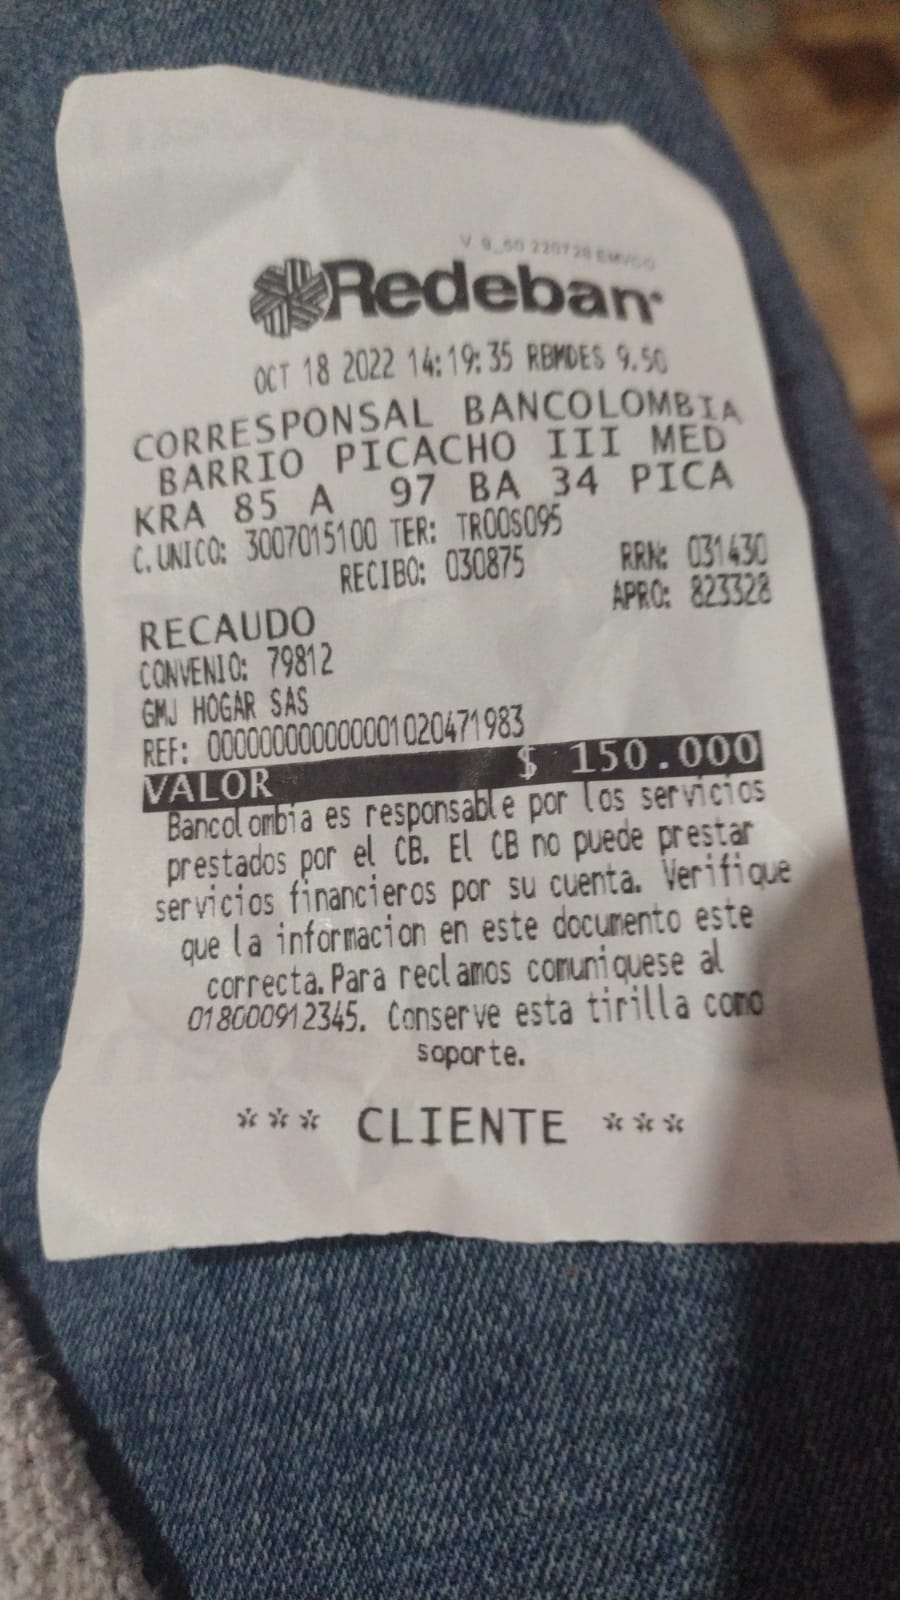 V 9_50 220726 EMVCO
Redeban
OCT 18 2022 14:19:35 RBMDES 9.50
CORRESPONSAL BANCOLOMBIA
BARRIO PICACHO III MED
KRA 85 A 97 BA 34 PICA
C.UNICO: 3007015100 TER: TR00S095
RECIBO: 030875 RRN: 031430
APRO: 823328
RECAUDO
CONVENIO: 79812
GMJ HOGAR SAS
REF: 00000000000001020471983
VALOR $ 150.000
Bancolombia es responsable por los servicios
prestados por el CB. El CB no puede prestar
servicios financieros por su cuenta. Verifique
que la informacion en este documento este
correcta. Para reclamos comuniquese al
018000912345. Conserve esta tirilla como
soporte.
*** CLIENTE ***